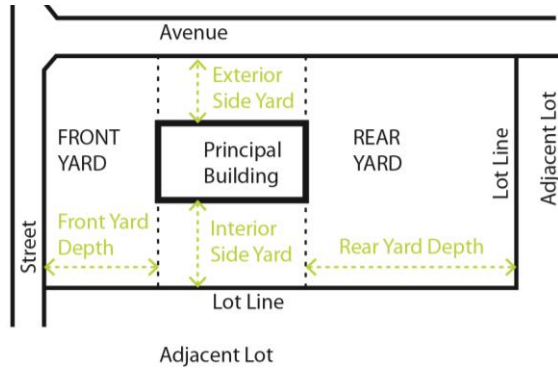 Avenue
Exterior
Side Yard
FRONT
YARD
Principal
Building
REAR
YARD
Lot Line
Adjacent Lot
Street
Front Yard
Depth
Interior
Side Yard
Rear Yard Depth
Lot Line
Adjacent Lot